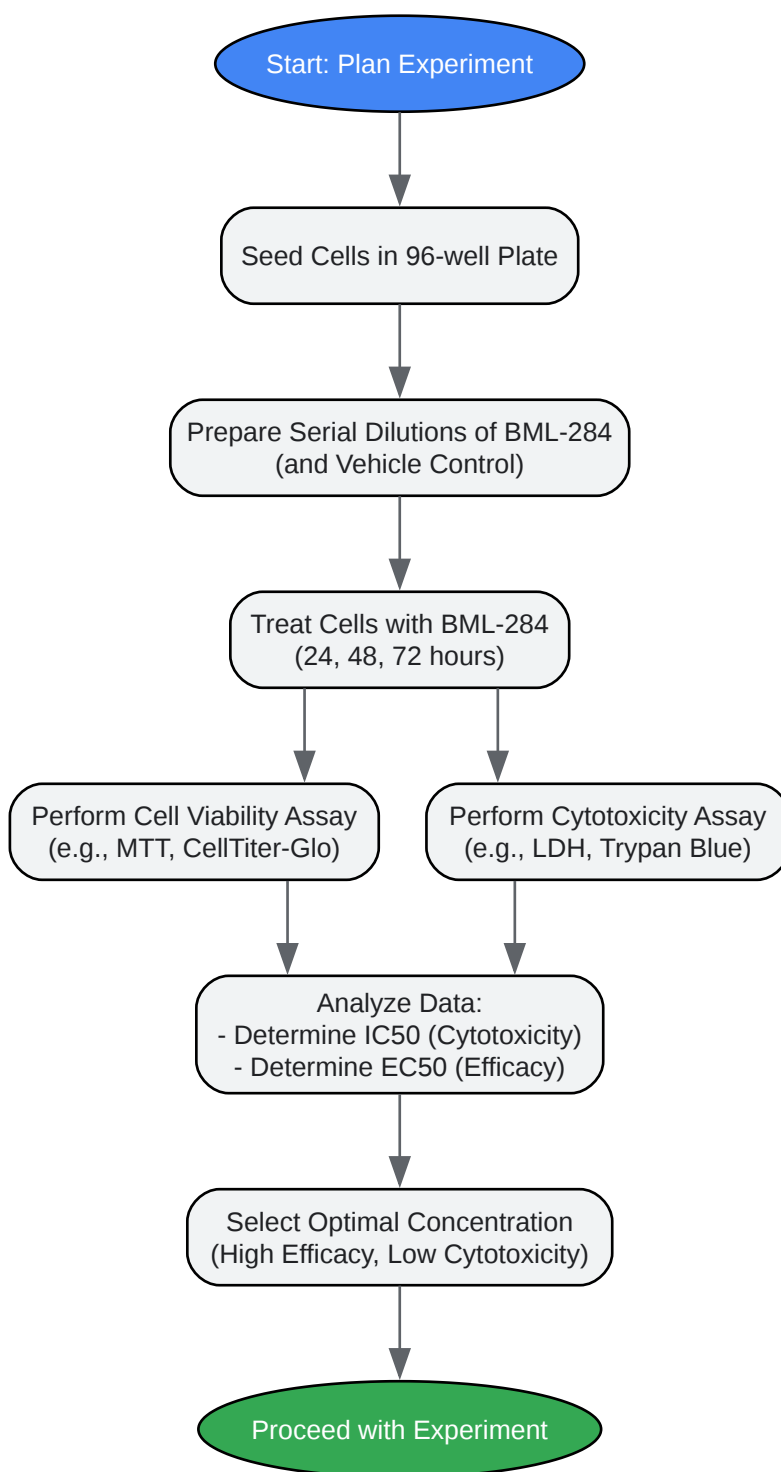 Start: Plan Experiment
Seed Cells in 96-well Plate
Prepare Serial Dilutions of BML-284
(and Vehicle Control)
Treat Cells with BML-284
(24, 48, 72 hours)
Perform Cell Viability Assay
(e.g., MTT, CellTiter-Glo)
Perform Cytotoxicity Assay
(e.g., LDH, Trypan Blue)
Analyze Data:
- Determine IC50 (Cytotoxicity)
- Determine EC50 (Efficacy)
Select Optimal Concentration
(High Efficacy, Low Cytotoxicity)
Proceed with Experiment